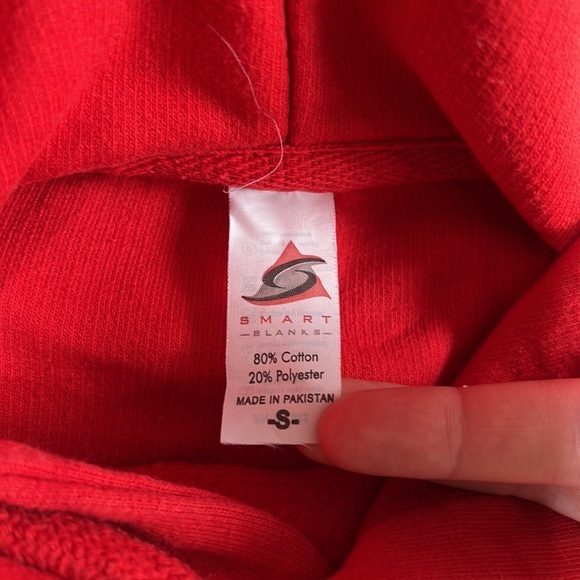 SMART
-BLANKS-
80% Cotton
20% Polyester
MADE IN PAKISTAN
-S-